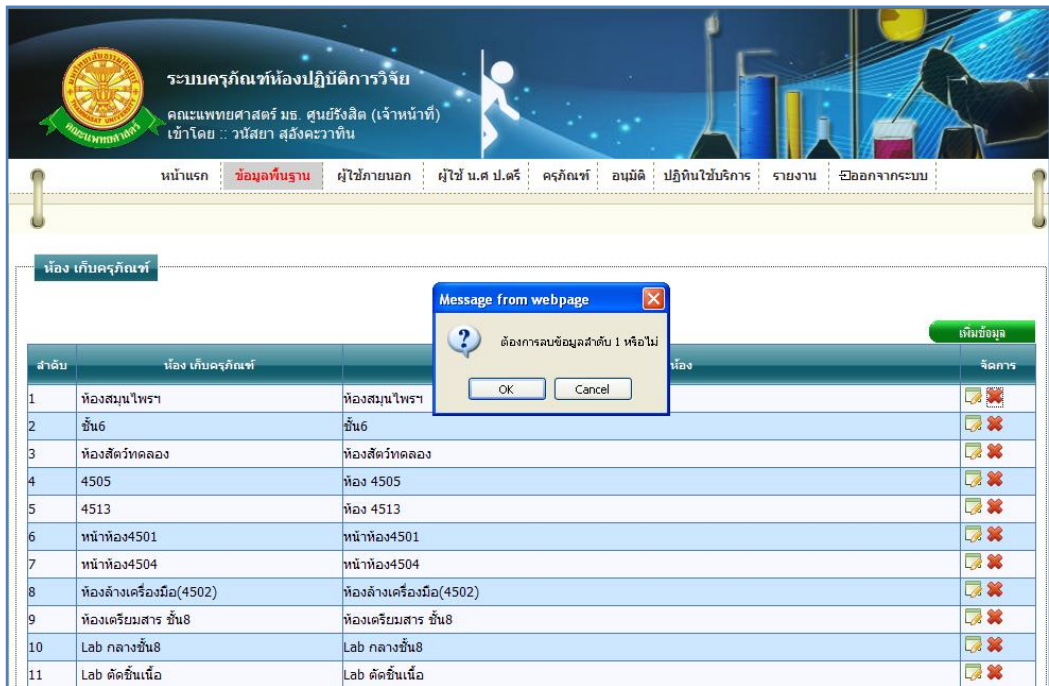 ระบบครุภัณฑ์ห้องปฏิบัติการวิจัย
คณะแพทยศาสตร์ มธ. ศูนย์รังสิต (เจ้าหน้าที่)
เข้าโดย :: วนัสยา สุอังคะวาทิน
หน้าแรก ข้อมูลพื้นฐาน ผู้ใช้ภายนอก ผู้ใช้ น.ศ ป.ตรี ครุภัณฑ์ อนุมัติ ปฏิทินใช้บริการ รายงาน ออกจากระบบ
ห้อง เก็บครุภัณฑ์
Message from webpage
ต้องการลบข้อมูลลำดับ 1 หรือไม่
OK Cancel
เพิ่มข้อมูล
ลำดับ ห้อง เก็บครุภัณฑ์ ห้อง จัดการ
1 ห้องสมุนไพรฯ ห้องสมุนไพรฯ
2 ชั้น6 ชั้น6
3 ห้องสัตว์ทดลอง ห้องสัตว์ทดลอง
4 4505 ห้อง 4505
5 4513 ห้อง 4513
6 หน้าห้อง4501 หน้าห้อง4501
7 หน้าห้อง4504 หน้าห้อง4504
8 ห้องล้างเครื่องมือ(4502) ห้องล้างเครื่องมือ(4502)
9 ห้องเตรียมสาร ชั้น8 ห้องเตรียมสาร ชั้น8
10 Lab กลางชั้น8 Lab กลางชั้น8
11 Lab ตัดชิ้นเนื้อ Lab ตัดชิ้นเนื้อ